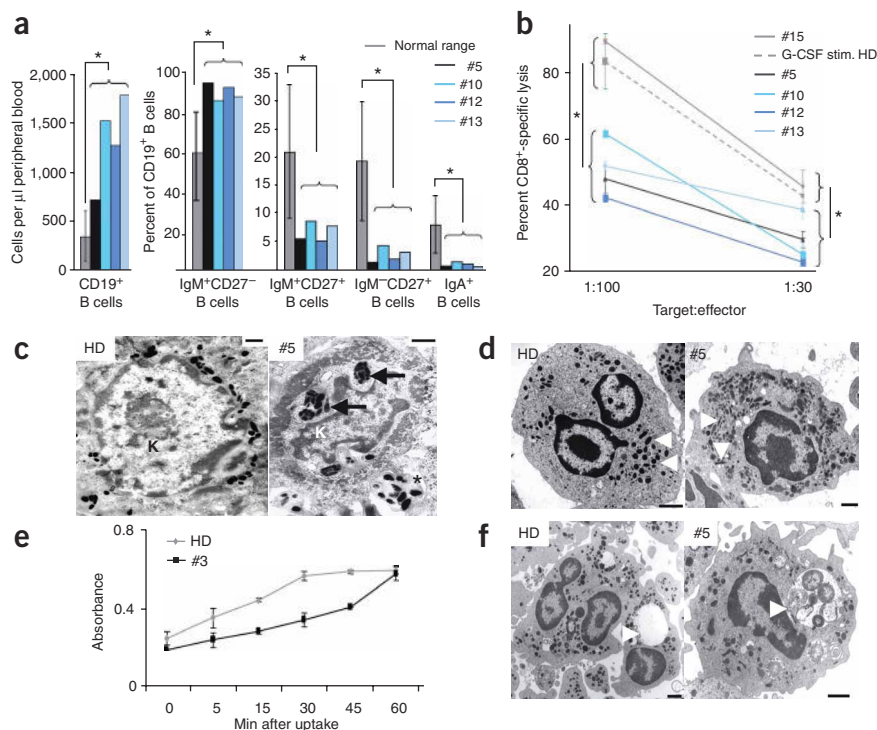 a
Cells per µl peripheral blood
2,000
1,500
1,000
500
0
*
CD19+
B cells
Percent of CD19+ B cells
100
80
60
40
20
0
*
IgM+CD27−
B cells
35
30
25
20
15
10
5
*
IgM+CD27+
B cells
*
IgM−CD27+
B cells
*
IgA+
B cells
Normal range
#5
#10
#12
#13
b
Percent CD8+-specific lysis
80
60
40
20
*
*
1:100
1:30
Target:effector
#15
G-CSF stim. HD
#5
#10
#12
#13
c
HD
K
#5
K
*
d
HD
#5
e
HD
#3
Absorbance
0.8
0.4
0
0
5
15
30
45
60
Min after uptake
f
HD
#5